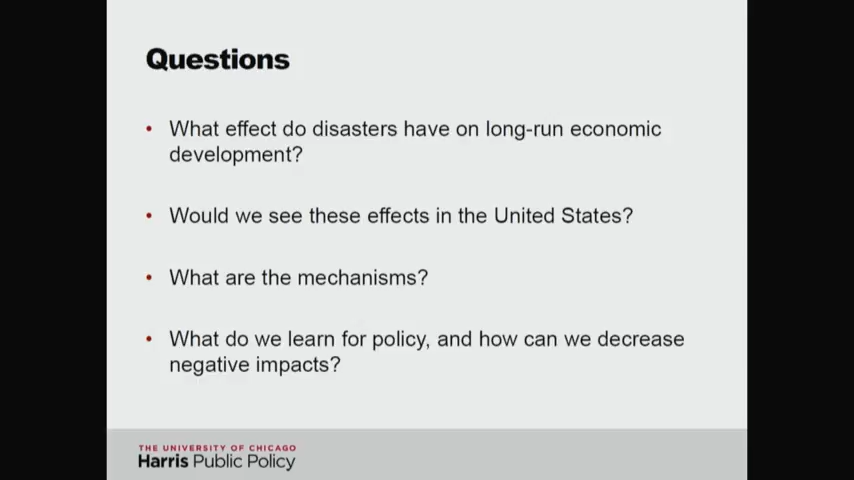 Questions
• What effect do disasters have on long-run economic
development?
• Would we see these effects in the United States?
• What are the mechanisms?
• What do we learn for policy, and how can we decrease
negative impacts?
THE UNIVERSITY OF CHICAGO
Harris Public Policy